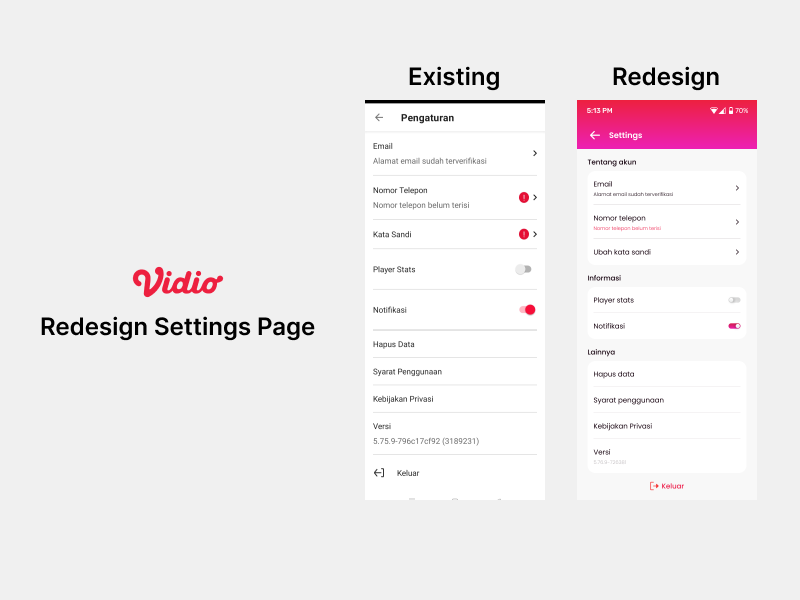 Existing
Redesign
Vidio
Redesign Settings Page
Pengaturan
Email
Alamat email sudah terverifikasi
Nomor Telepon
Nomor telepon belum terisi
Kata Sandi
Player Stats
Notifikasi
Hapus Data
Syarat Penggunaan
Kebijakan Privasi
Versi
5.75.9-796c17cf92 (3189231)
Keluar
5:13 PM
70%
Settings
Tentang akun
Email
Alamat email sudah terverifikasi
Nomor telepon
Nomor telepon belum terisi
Ubah kata sandi
Informasi
Player stats
Notifikasi
Lainnya
Hapus data
Syarat penggunaan
Kebijakan Privasi
Versi
Keluar